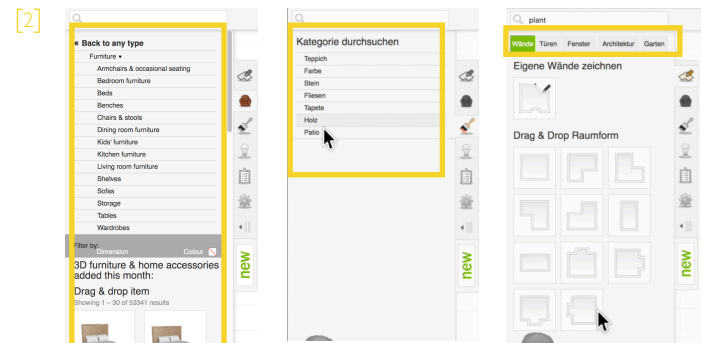 [2]
« Back to any type
Furniture ▾
Armchairs & occasional seating
Bedroom furniture
Beds
Benches
Chairs & stools
Dining room furniture
Kids' furniture
Kitchen furniture
Living room furniture
Shelves
Sofas
Storage
Tables
Wardrobes
Filter by:
Dimension Colour
3D furniture & home accessories
added this month:
Drag & drop item
Showing 1 – 30 of 53341 results
new
Kategorie durchsuchen
Teppich
Farbe
Stein
Fliesen
Tapete
Holz
Patio
new
plant
Wände Türen Fenster Architektur Garten
Eigene Wände zeichnen
Drag & Drop Raumform
new